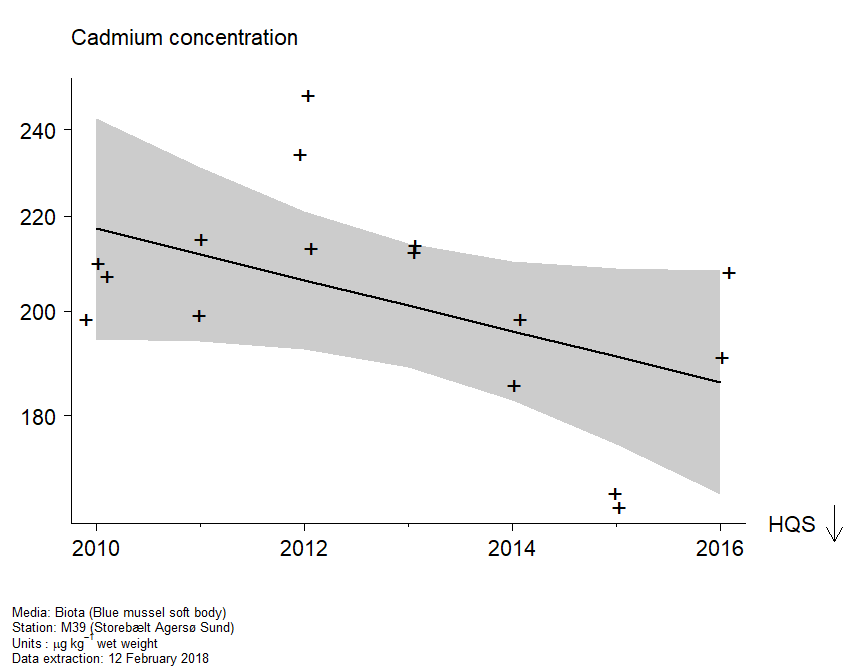 Cadmium concentration
240
220
200
180
2010 2012 2014 2016
HQS
Media: Biota (Blue mussel soft body)
Station: M39 (Storebælt Agersø Sund)
Units : μg kg⁻¹ wet weight
Data extraction: 12 February 2018